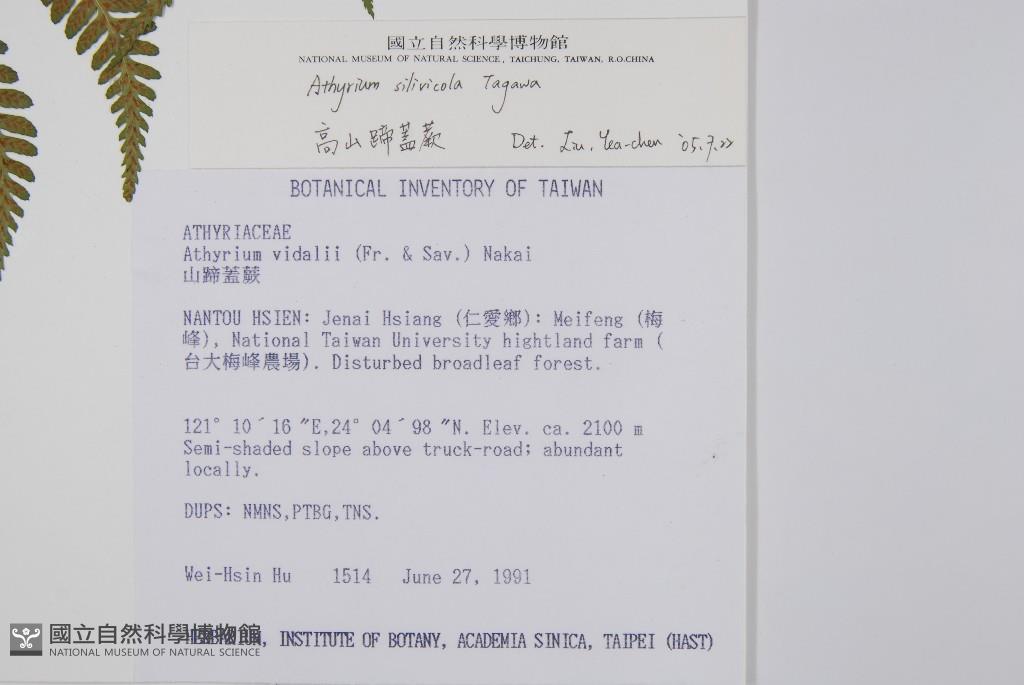 國立自然科學博物館
NATIONAL MUSEUM OF NATURAL SCIENCE, TAICHUNG, TAIWAN, R.O.CHINA
Athyrium silivicola Tagawa
高山蹄蓋蕨 Det. Liu, Yea-chen '05.7.22
BOTANICAL INVENTORY OF TAIWAN
ATHYRIACEAE
Athyrium vidalii (Fr. & Sav.) Nakai
山蹄蓋蕨
NANTOU HSIEN: Jenai Hsiang (仁愛鄉): Meifeng (梅
峰), National Taiwan University hightland farm (
台大梅峰農場). Disturbed broadleaf forest.
121° 10´16 ″E,24° 04´98 ″N. Elev. ca. 2100 m
Semi-shaded slope above truck-road; abundant
locally.
DUPS: NMNS,PTBG,TNS.
Wei-Hsin Hu 1514 June 27, 1991
HERBARIUM, INSTITUTE OF BOTANY, ACADEMIA SINICA, TAIPEI (HAST)
國立自然科學博物館
NATIONAL MUSEUM OF NATURAL SCIENCE